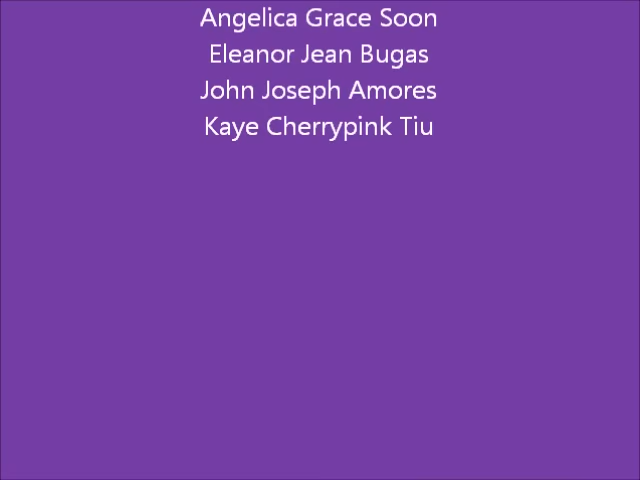 Angelica Grace Soon
Eleanor Jean Bugas
John Joseph Amores
Kaye Cherrypink Tiu